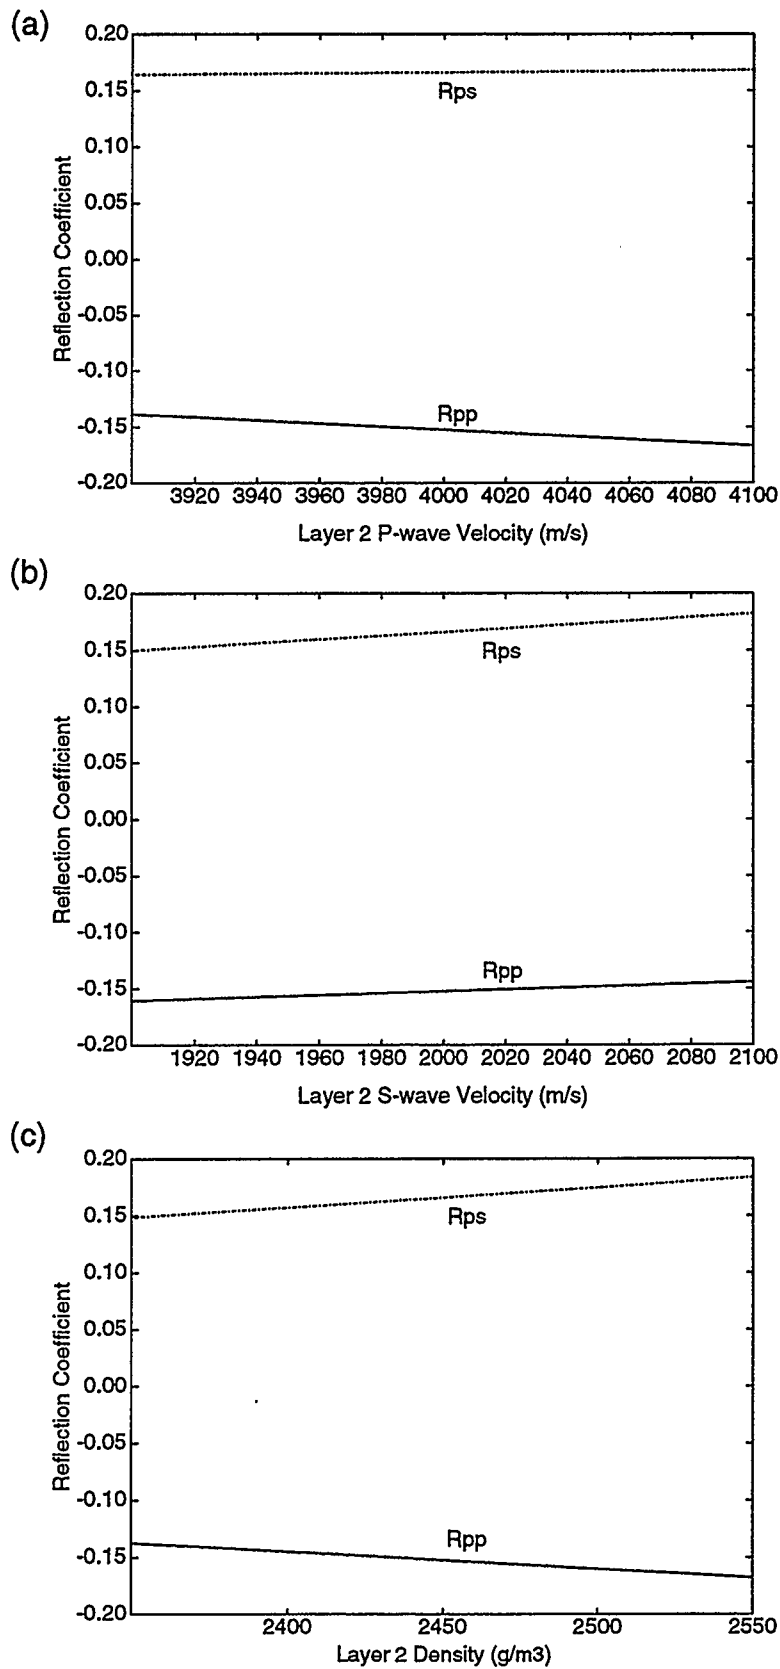 (a)
0.20
0.15
0.10
0.05
0.00
-0.05
-0.10
-0.15
-0.20
Reflection Coefficient
Rps
Rpp
3920 3940 3960 3980 4000 4020 4040 4060 4080 4100
Layer 2 P-wave Velocity (m/s)
(b)
0.20
0.15
0.10
0.05
0.00
-0.05
-0.10
-0.15
-0.20
Reflection Coefficient
Rps
Rpp
1920 1940 1960 1980 2000 2020 2040 2060 2080 2100
Layer 2 S-wave Velocity (m/s)
(c)
0.20
0.15
0.10
0.05
0.00
-0.05
-0.10
-0.15
-0.20
Reflection Coefficient
Rps
Rpp
2400 2450 2500 2550
Layer 2 Density (g/m3)